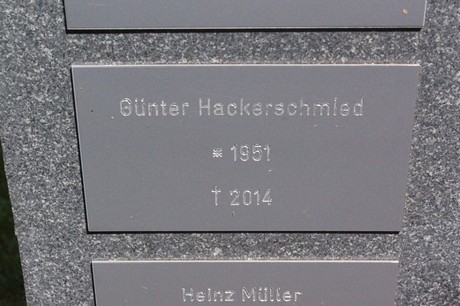 Günter Hackerschmied
* 1951
† 2014
Heinz Müller